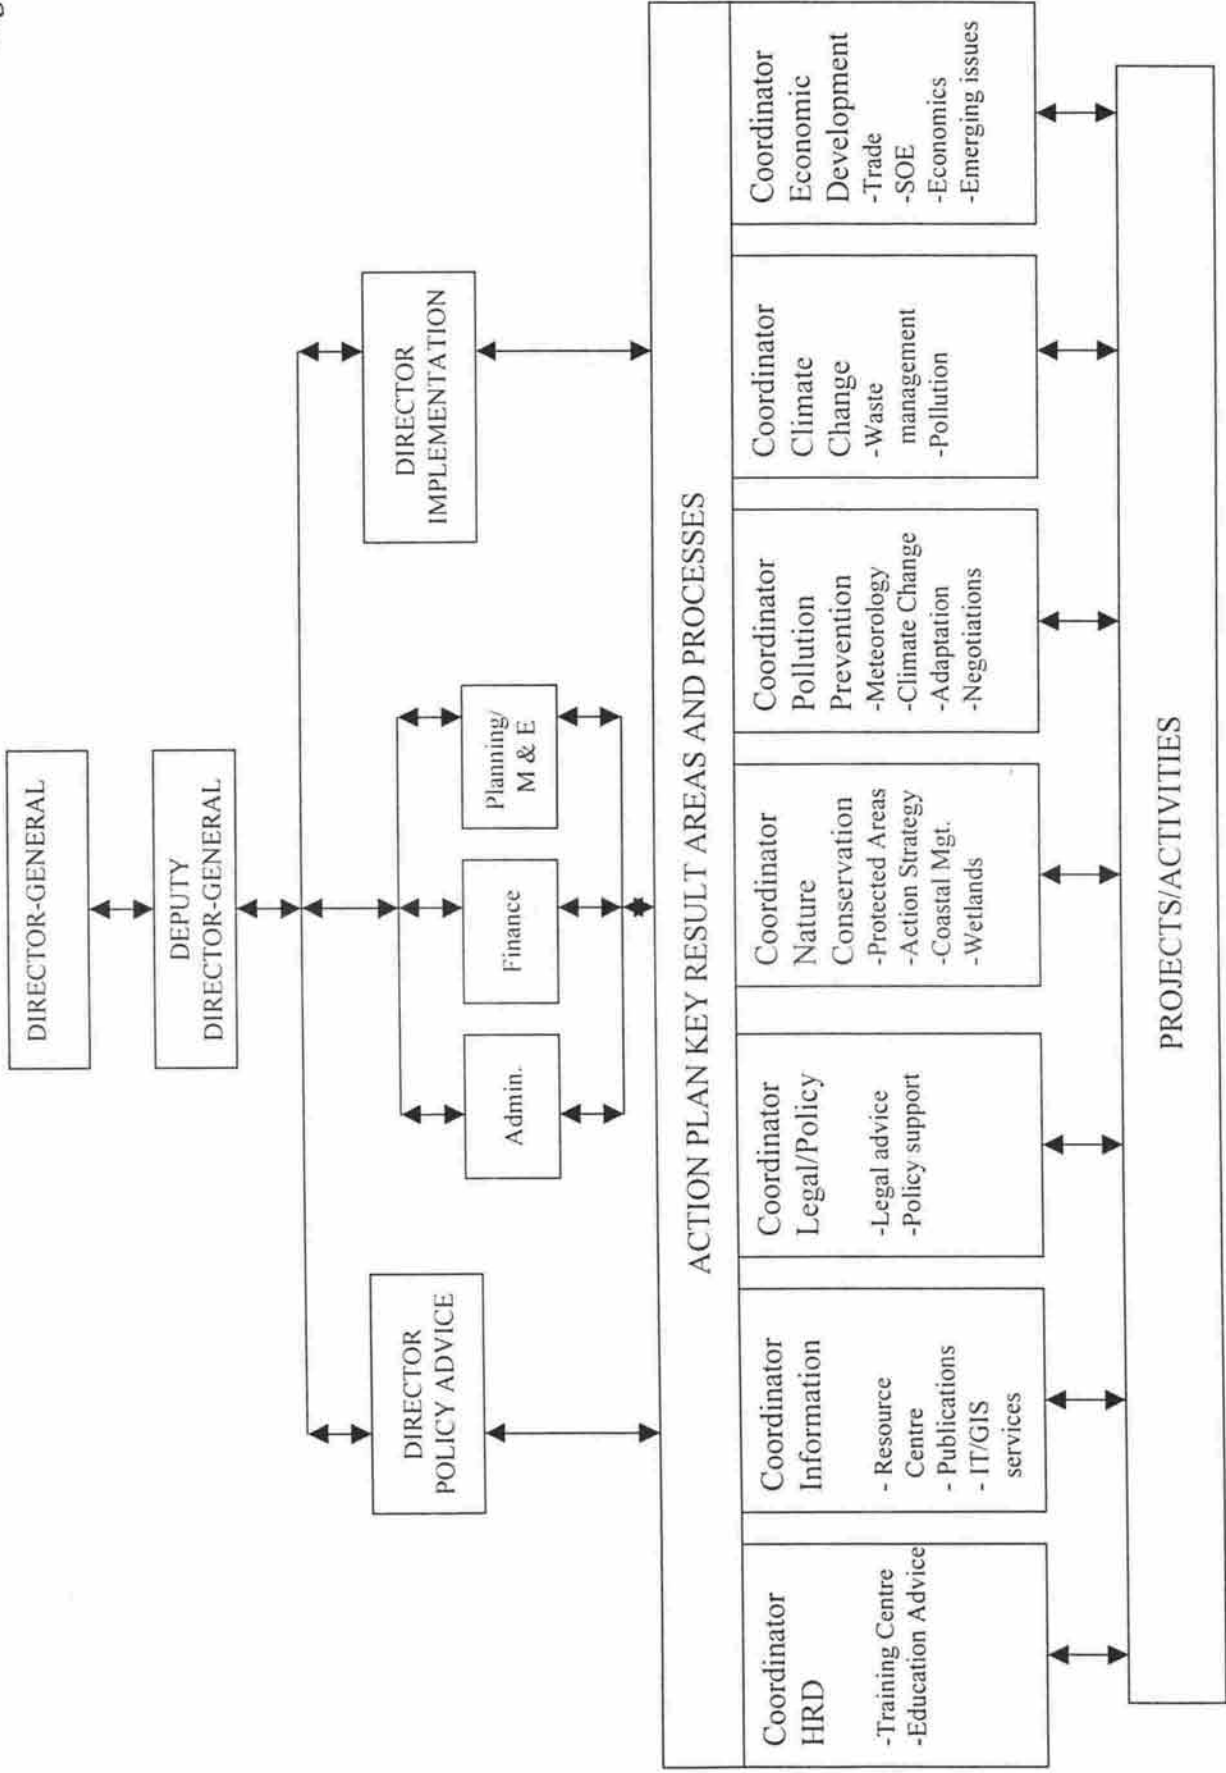 DIRECTOR-GENERAL
DEPUTY
DIRECTOR-GENERAL
DIRECTOR
POLICY ADVICE
DIRECTOR
IMPLEMENTATION
Admin.
Finance
Planning/
M & E
ACTION PLAN KEY RESULT AREAS AND PROCESSES
Coordinator
HRD
-Training Centre
-Education Advice
Coordinator
Information
- Resource
Centre
- Publications
- IT/GIS
services
Coordinator
Legal/Policy
-Legal advice
-Policy support
Coordinator
Nature
Conservation
-Protected Areas
-Action Strategy
-Coastal Mgt.
-Wetlands
Coordinator
Pollution
Prevention
-Meteorology
-Climate Change
-Adaptation
-Negotiations
Coordinator
Climate
Change
-Waste
management
-Pollution
Coordinator
Economic
Development
-Trade
-SOE
-Economics
-Emerging issues
PROJECTS/ACTIVITIES